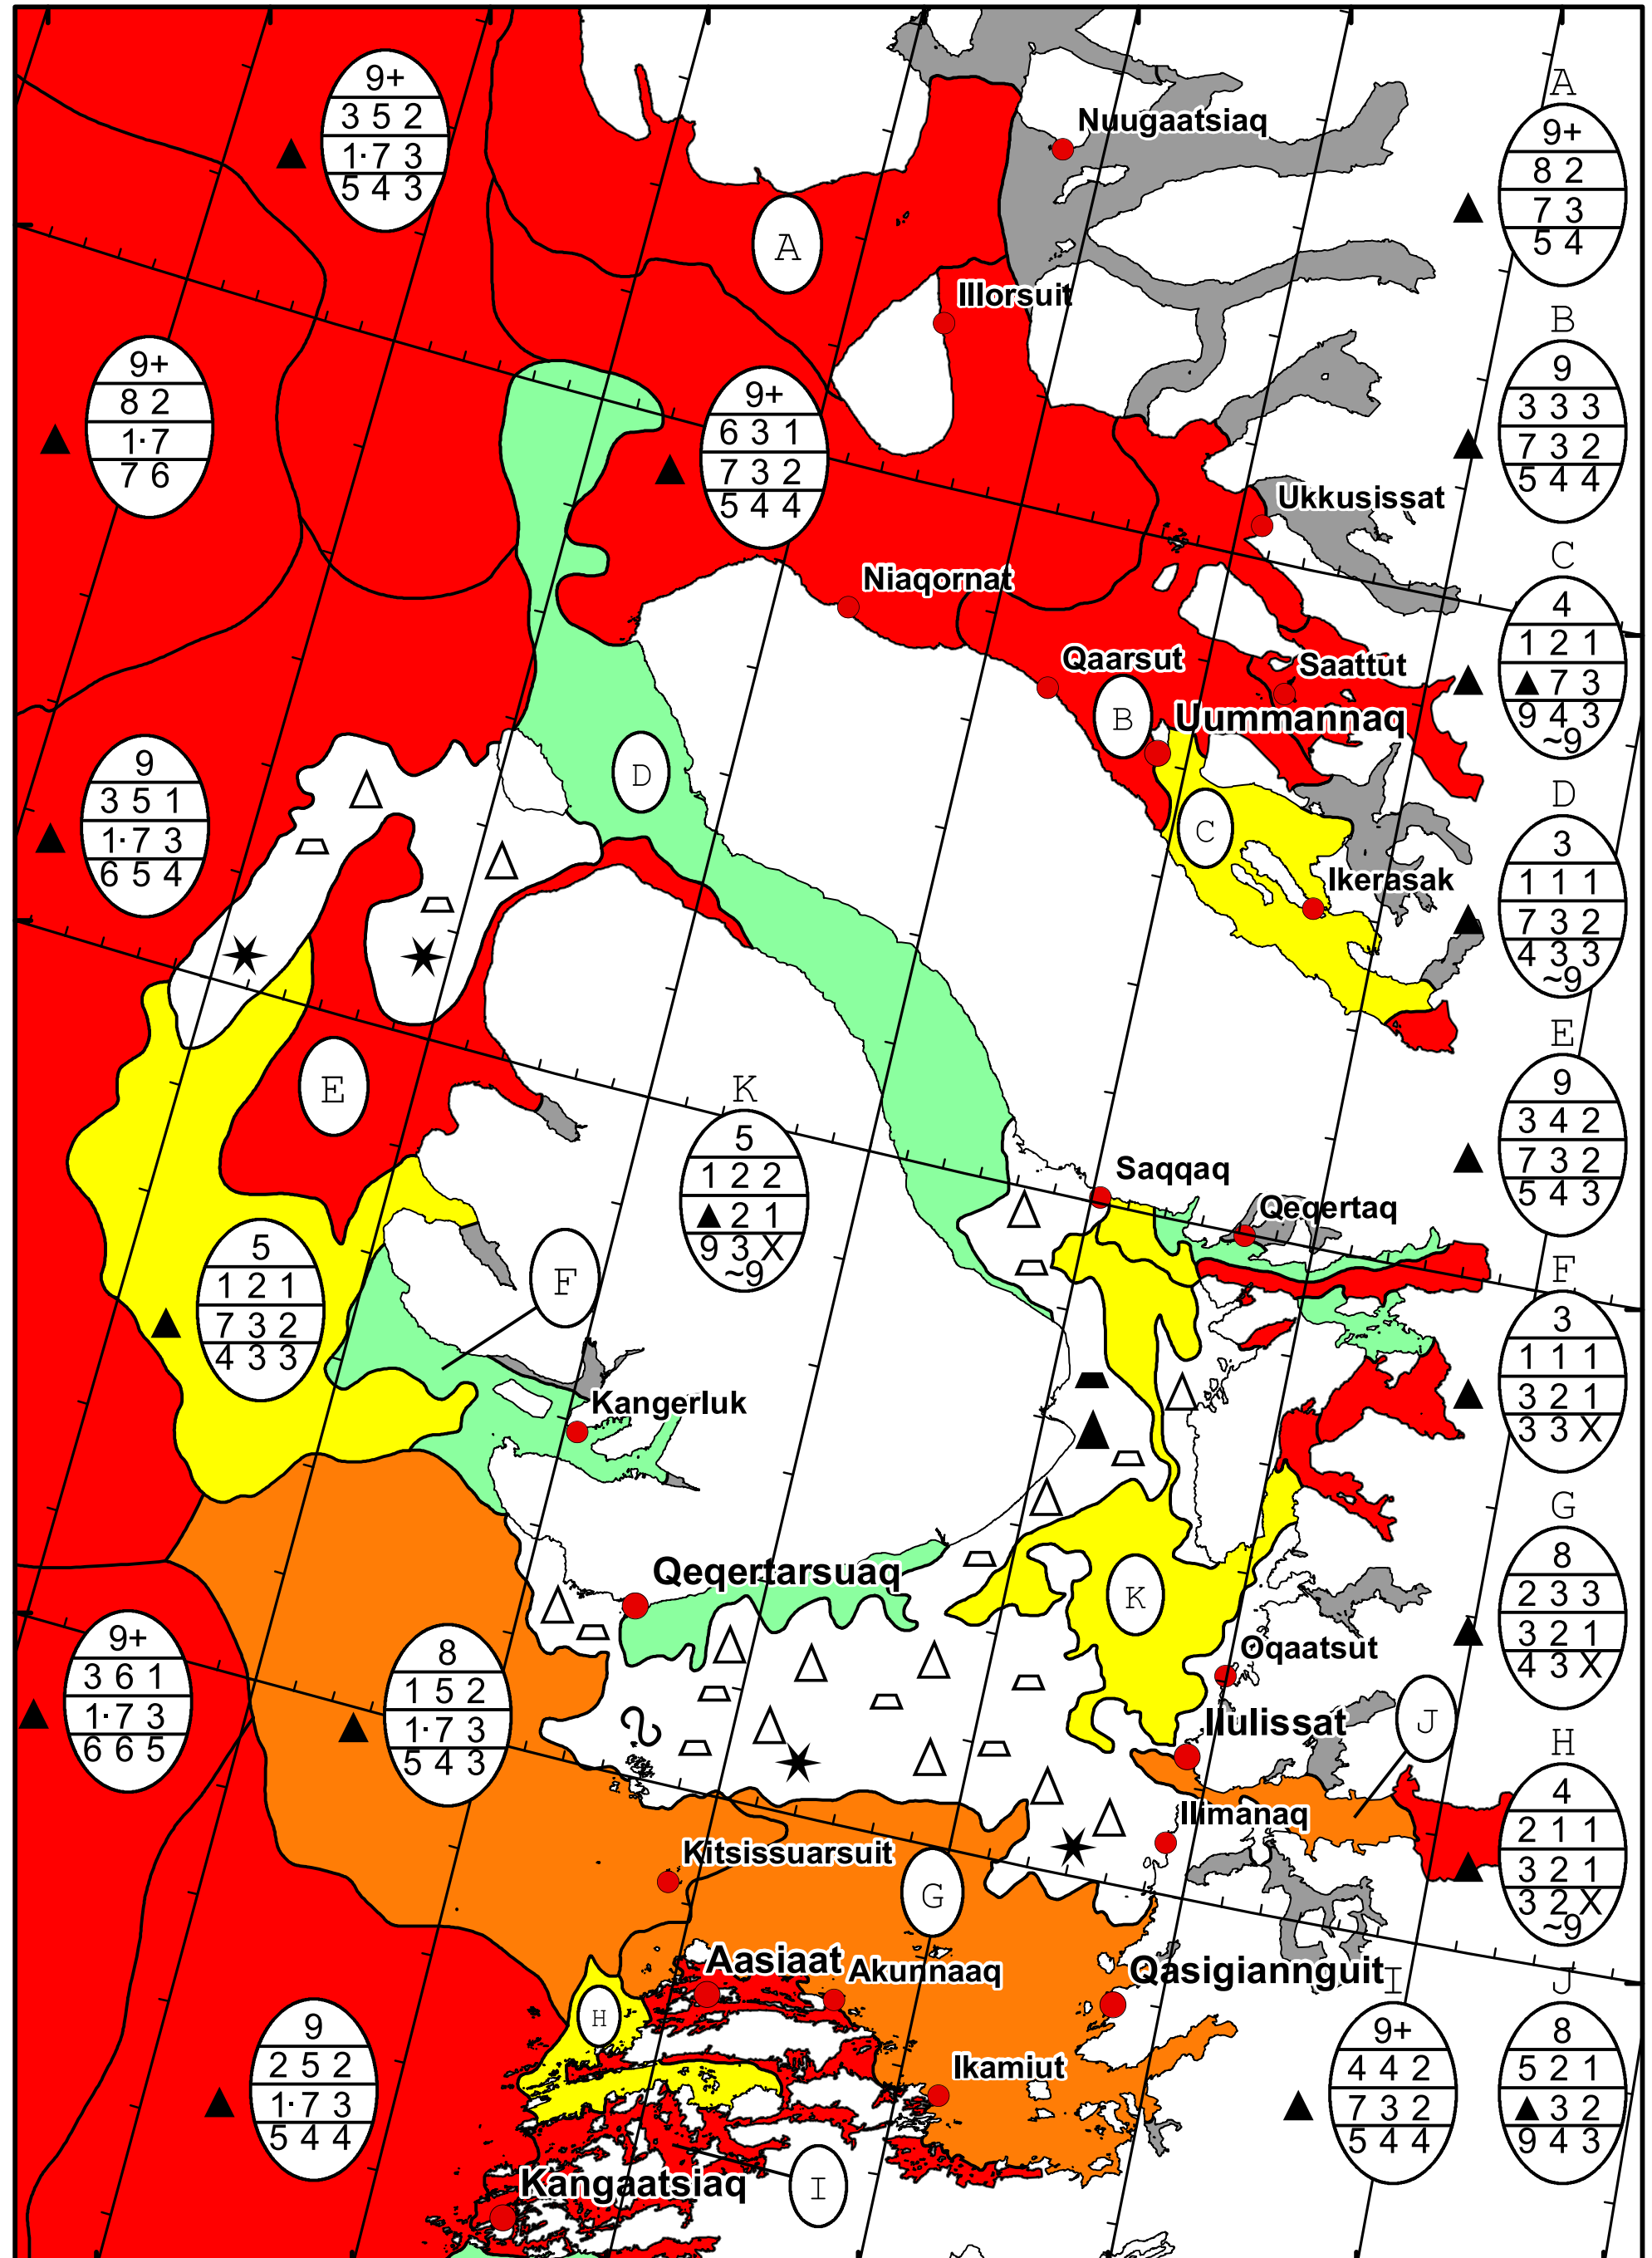 9+
3 5 2
1· 7 3
5 4 3
Nuugaatsiaq
A
9+
8 2
7 3
5 4
A
Illorsuit
B
9
3 3 3
7 3 2
5 4 4
9+
8 2
1· 7
7 6
9+
6 3 1
7 3 2
5 4 4
Ukkusissat
Niaqornat
C
4
1 2 1
▲ 7 3
9 4 3
~9
Qaarsut
Saattut
B
Uummannaq
D
9
3 5 1
1· 7 3
6 5 4
C
Ikerasak
D
3
1 1 1
7 3 2
4 3 3
~9
E
E
9
3 4 2
7 3 2
5 4 3
K
5
1 2 2
▲ 2 1
9 3 X
~9
Saqqaq
Qeqertaq
5
1 2 1
7 3 2
4 3 3
F
F
3
1 1 1
3 2 1
3 3 X
Kangerluk
G
8
2 3 3
3 2 1
4 3 X
Qeqertarsuaq
K
9+
3 6 1
1· 7 3
6 6 5
8
1 5 2
1· 7 3
5 4 3
Oqaatsut
Ilulissat
J
H
4
2 1 1
3 2 1
3 2 X
~9
Ilimanaq
Kitsissuarsuit
G
Aasiaat
Akunnaaq
Qasigiannguit
H
9
2 5 2
1· 7 3
5 4 4
Ikamiut
I
9+
4 4 2
7 3 2
5 4 4
J
8
5 2 1
▲ 3 2
9 4 3
Kangaatsiaq
I